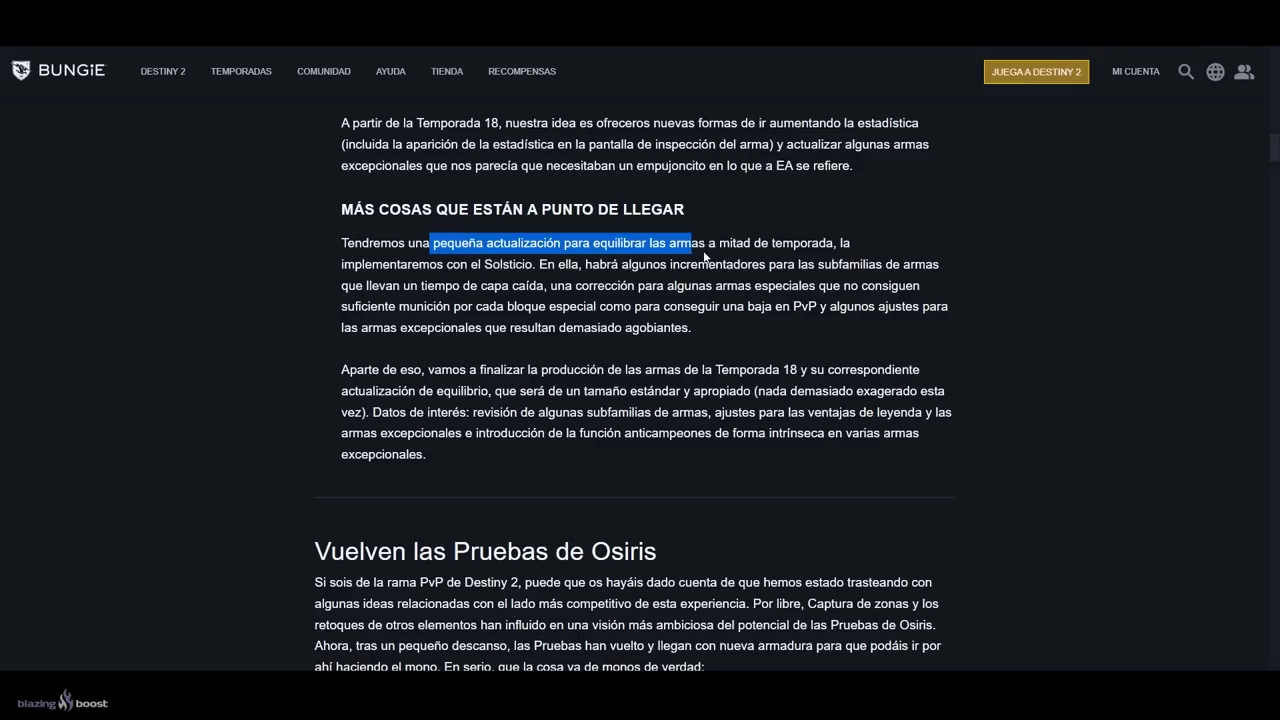 BUNGiE
DESTINY 2
TEMPORADAS
COMUNIDAD
AYUDA
TIENDA
RECOMPENSAS
JUEGA A DESTINY 2
MI CUENTA
A partir de la Temporada 18, nuestra idea es ofreceros nuevas formas de ir aumentando la estadística
(incluida la aparición de la estadística en la pantalla de inspección del arma) y actualizar algunas armas
excepcionales que nos parecía que necesitaban un empujoncito en lo que a EA se refiere.
MÁS COSAS QUE ESTÁN A PUNTO DE LLEGAR
Tendremos una pequeña actualización para equilibrar las armas a mitad de temporada, la
implementaremos con el Solsticio. En ella, habrá algunos incrementadores para las subfamilias de armas
que llevan un tiempo de capa caída, una corrección para algunas armas especiales que no consiguen
suficiente munición por cada bloque especial como para conseguir una baja en PvP y algunos ajustes para
las armas excepcionales que resultan demasiado agobiantes.
Aparte de eso, vamos a finalizar la producción de las armas de la Temporada 18 y su correspondiente
actualización de equilibrio, que será de un tamaño estándar y apropiado (nada demasiado exagerado esta
vez). Datos de interés: revisión de algunas subfamilias de armas, ajustes para las ventajas de leyenda y las
armas excepcionales e introducción de la función anticampeones de forma intrínseca en varias armas
excepcionales.
Vuelven las Pruebas de Osiris
Si sois de la rama PvP de Destiny 2, puede que os hayáis dado cuenta de que hemos estado trasteando con
algunas ideas relacionadas con el lado más competitivo de esta experiencia. Por libre, Captura de zonas y los
retoques de otros elementos han influido en una visión más ambiciosa del potencial de las Pruebas de Osiris.
Ahora, tras un pequeño descanso, las Pruebas han vuelto y llegan con nueva armadura para que podáis ir por
ahí haciendo el mono. En serio, que la cosa va de monos de verdad:
blazing boost